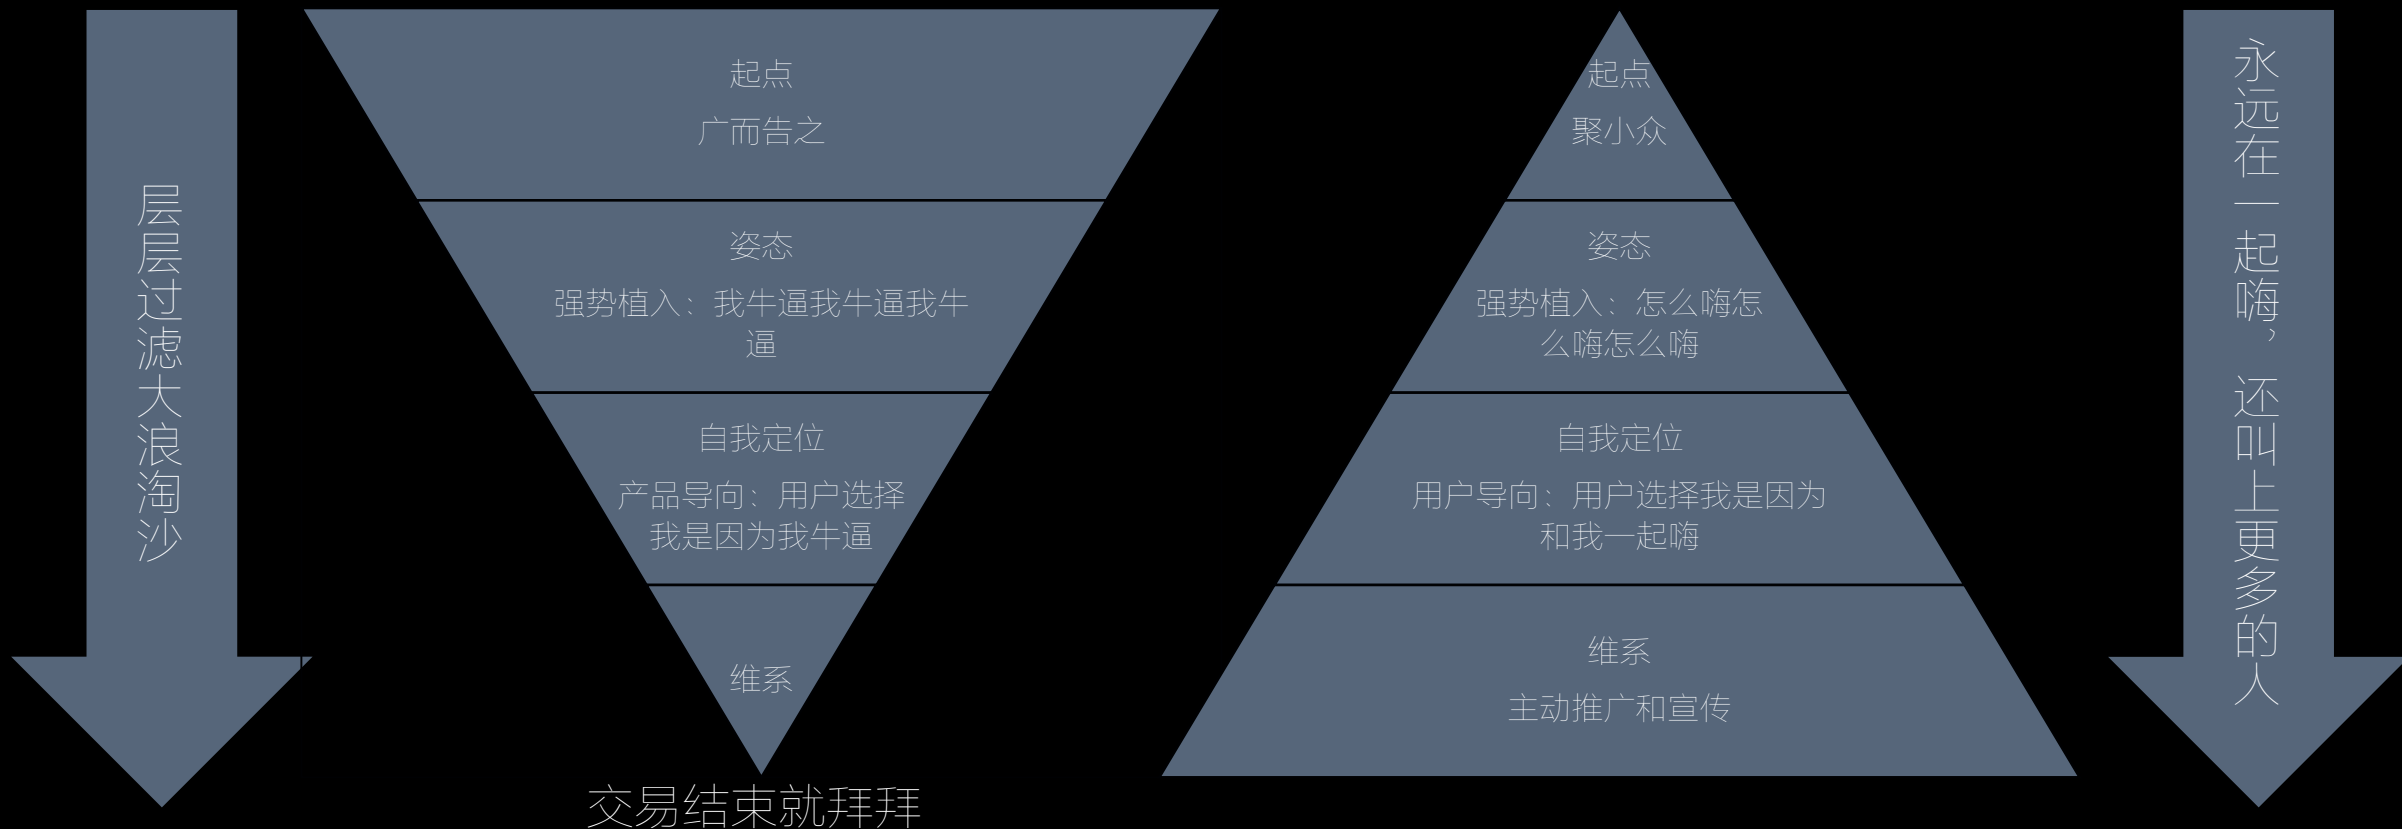 层层过滤大浪淘沙
起点
广而告之
姿态
强势植入：我牛逼我牛逼我牛
逼
自我定位
产品导向：用户选择
我是因为我牛逼
维系
交易结束就拜拜
起点
聚小众
姿态
强势植入：怎么嗨怎
么嗨怎么嗨
自我定位
用户导向：用户选择我是因为
和我一起嗨
维系
主动推广和宣传
永远在一起嗨，还叫上更多的人